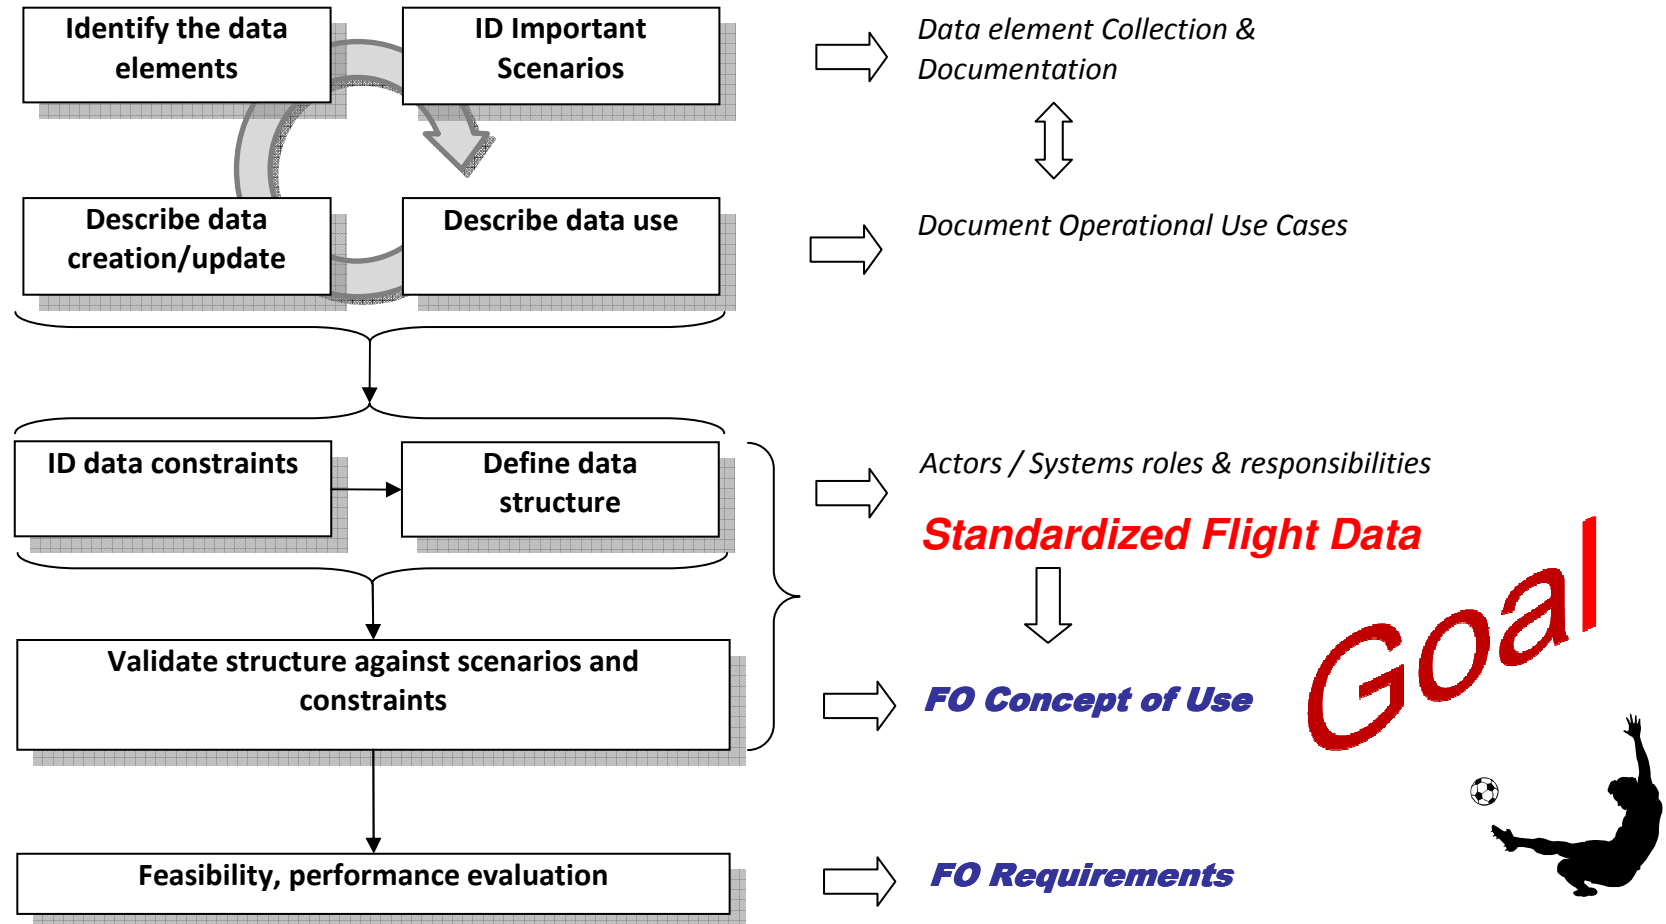 Identify the data
elements
ID Important
Scenarios
Data element Collection &
Documentation
Describe data
creation/update
Describe data use
Document Operational Use Cases
ID data constraints
Define data
structure
Actors / Systems roles & responsibilities
Standardized Flight Data
Validate structure against scenarios and
constraints
FO Concept of Use
Goal
Feasibility, performance evaluation
FO Requirements